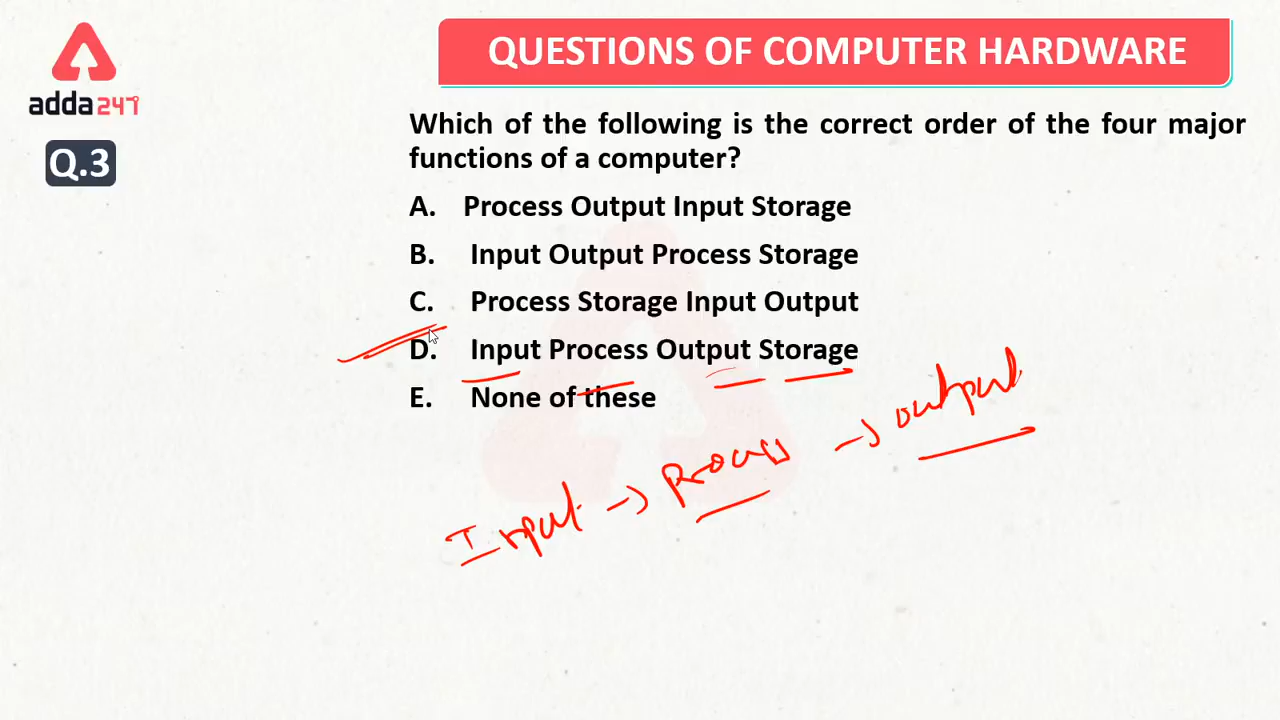 QUESTIONS OF COMPUTER HARDWARE
adda247
Q.3
Which of the following is the correct order of the four major
functions of a computer?
A. Process Output Input Storage
B. Input Output Process Storage
C. Process Storage Input Output
D. Input Process Output Storage
E. None of these
Input → Process → output